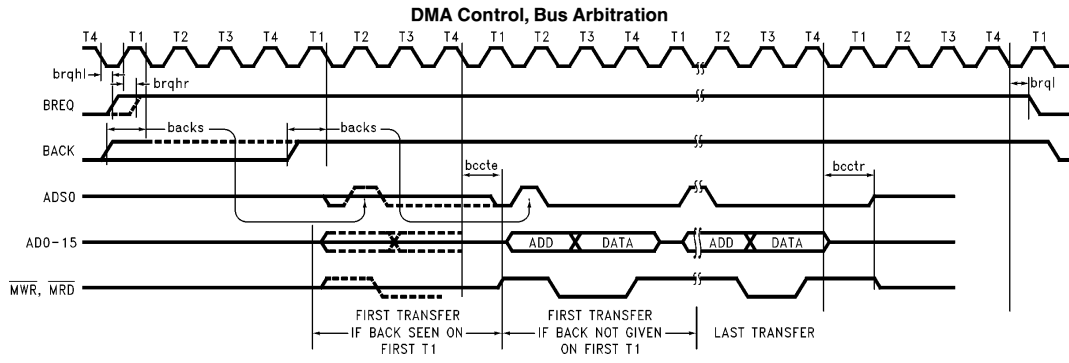 DMA Control, Bus Arbitration
T4 T1 T2 T3 T4 T1 T2 T3 T4 T1 T2 T3 T4 T1 T2 T3 T4 T1 T2 T3 T4 T1
brqhl
brqhr
brql
BREQ
backs
backs
BACK
bccte
bcctr
ADS0
AD0-15
ADD
DATA
ADD
DATA
ADD
DATA
MWR, MRD
FIRST TRANSFER
IF BACK SEEN ON
FIRST T1
FIRST TRANSFER
IF BACK NOT GIVEN
ON FIRST T1
LAST TRANSFER